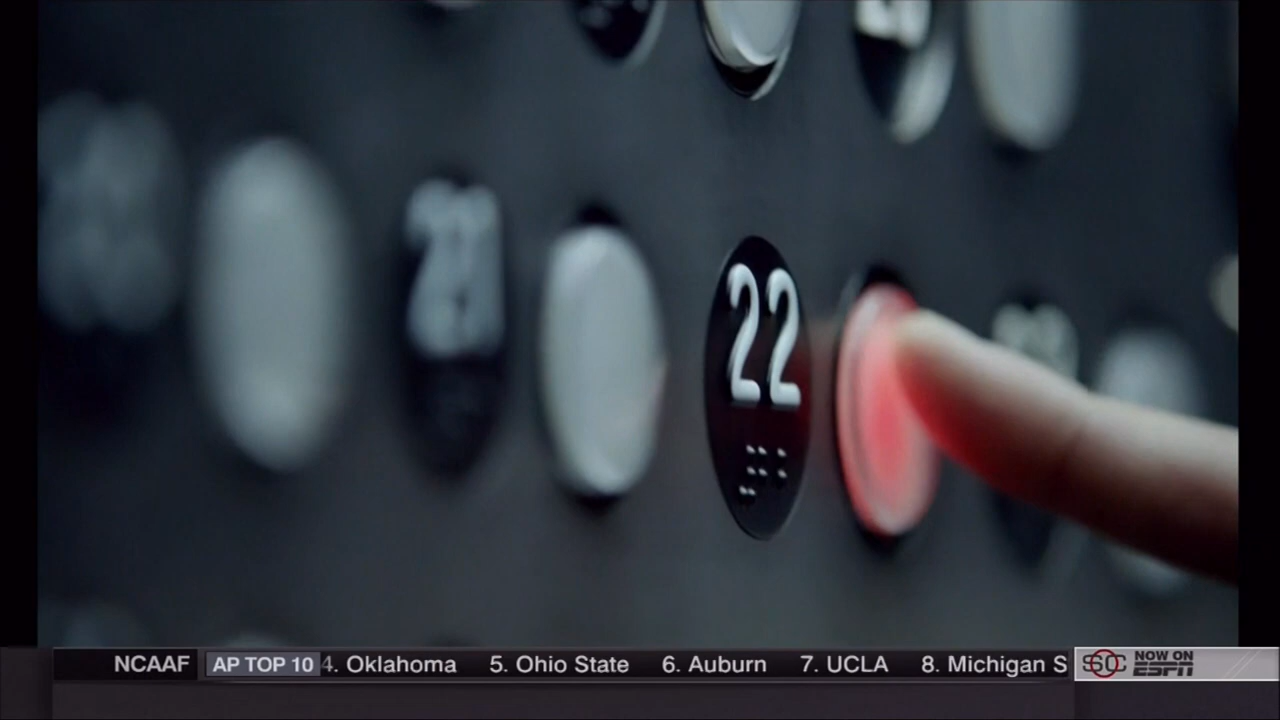 22
NCAAF AP TOP 10 4. Oklahoma 5. Ohio State 6. Auburn 7. UCLA 8. Michigan S
SC NOW ON
ESPN